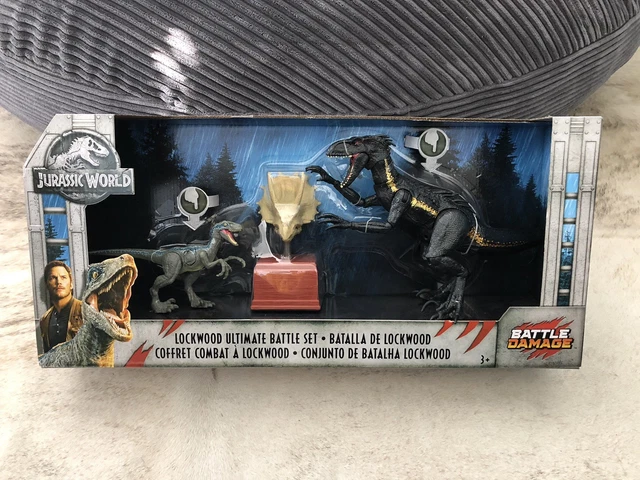 JURASSIC WORLD
LOCKWOOD ULTIMATE BATTLE SET • BATALLA DE LOCKWOOD
COFFRET COMBAT À LOCKWOOD • CONJUNTO DE BATALHA LOCKWOOD
3+
BATTLE
DAMAGE